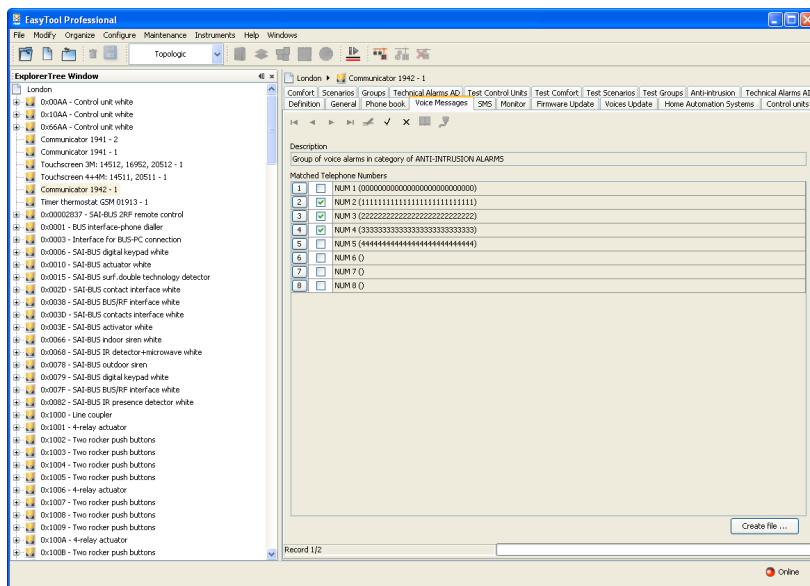 EasyTool Professional
File Modify Organize Configure Maintenance Instruments Help Windows
Topologic
ExplorerTree Window
London
0x00AA - Control unit white
0x10AA - Control unit white
0x66AA - Control unit white
Communicator 1941 - 2
Communicator 1941 - 1
Touchscreen 3M: 14512, 16952, 20512 - 1
Touchscreen 4+4M: 14511, 20511 - 1
Communicator 1942 - 1
Timer thermostat GSM 01913 - 1
0x00002837 - SAI-BUS 2RF remote control
0x0001 - BUS interface-phone dialler
0x0003 - Interface for BUS-PC connection
0x0006 - SAI-BUS digital keypad white
0x0010 - SAI-BUS actuator white
0x0015 - SAI-BUS surf.double technology detector
0x002D - SAI-BUS contact interface white
0x0038 - SAI-BUS BUS/RF interface white
0x003D - SAI-BUS contacts interface white
0x003E - SAI-BUS activator white
0x0066 - SAI-BUS indoor siren white
0x0068 - SAI-BUS IR detector+microwave white
0x0078 - SAI-BUS outdoor siren
0x0079 - SAI-BUS digital keypad white
0x007F - SAI-BUS BUS/RF interface white
0x0082 - SAI-BUS IR presence detector white
0x1000 - Line coupler
0x1001 - 4-relay actuator
0x1002 - Two rocker push buttons
0x1003 - Two rocker push buttons
0x1004 - Two rocker push buttons
0x1005 - Two rocker push buttons
0x1006 - 4-relay actuator
0x1007 - Two rocker push buttons
0x1008 - Two rocker push buttons
0x1009 - Two rocker push buttons
0x100A - 4-relay actuator
0x100B - Two rocker push buttons
London Communicator 1942 - 1
Comfort Scenarios Groups Technical Alarms AD Test Control Units Test Comfort Test Scenarios Test Groups Anti-intrusion Technical Alarms AI
Definition General Phone book Voice Messages SMS Monitor Firmware Update Voices Update Home Automation Systems Control units
Description
Group of voice alarms in category of ANTI-INTRUSION ALARMS
Matched Telephone Numbers
1 NUM 1 (0000000000000000000000000)
2 NUM 2 (1111111111111111111111111)
3 NUM 3 (2222222222222222222222222)
4 NUM 4 (3333333333333333333333333)
5 NUM 5 (4444444444444444444444444)
6 NUM 6 ()
7 NUM 7 ()
8 NUM 8 ()
Create file ...
Record 1/2
Online